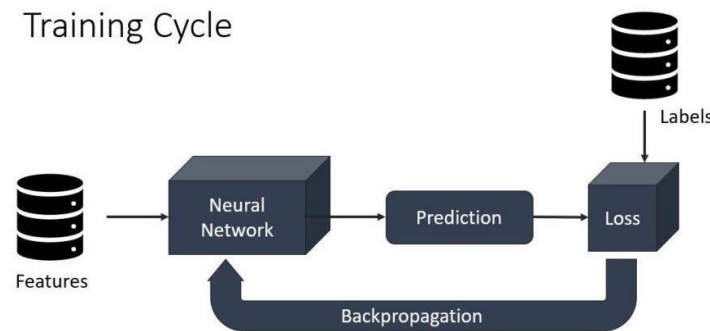 Training Cycle
Labels
Neural
Network
Prediction
Loss
Features
Backpropagation